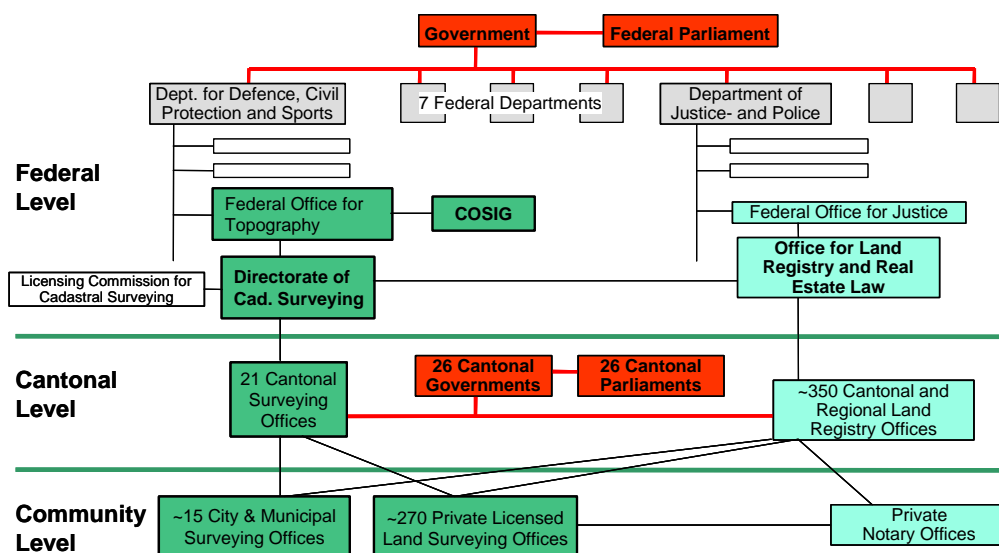 Government
Federal Parliament
Dept. for Defence, Civil
Protection and Sports
7 Federal Departments
Department of
Justice- and Police
Federal
Level
Federal Office for
Topography
COSIG
Federal Office for Justice
Licensing Commission for
Cadastral Surveying
Directorate of
Cad. Surveying
Office for Land
Registry and Real
Estate Law
Cantonal
Level
21 Cantonal
Surveying
Offices
26 Cantonal
Governments
26 Cantonal
Parliaments
~350 Cantonal and
Regional Land
Registry Offices
Community
Level
~15 City & Municipal
Surveying Offices
~270 Private Licensed
Land Surveying Offices
Private
Notary Offices